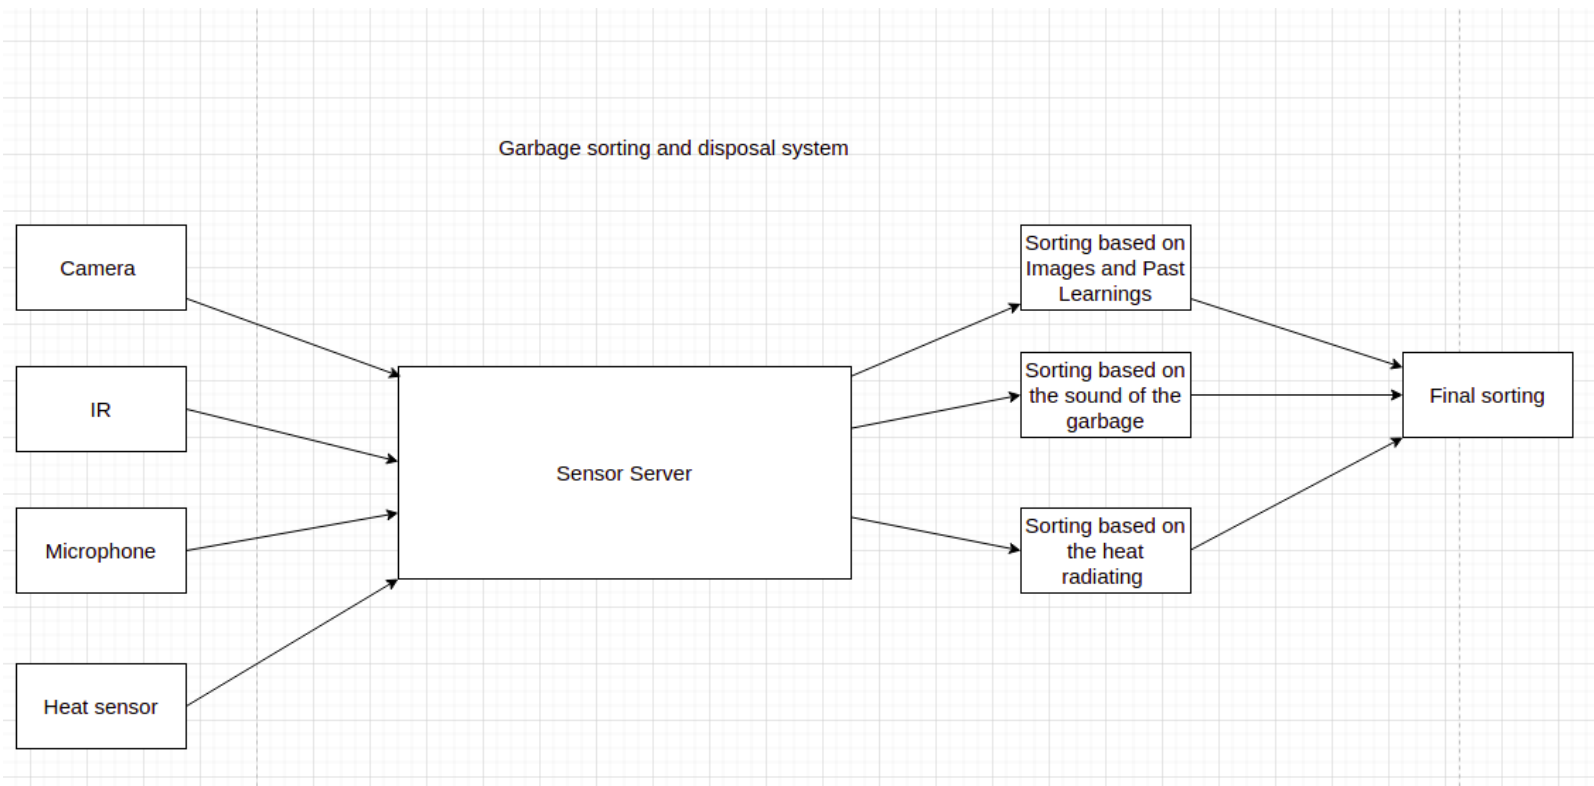 Garbage sorting and disposal system
Camera
IR
Microphone
Heat sensor
Sensor Server
Sorting based on
Images and Past
Learnings
Sorting based on
the sound of the
garbage
Sorting based on
the heat
radiating
Final sorting